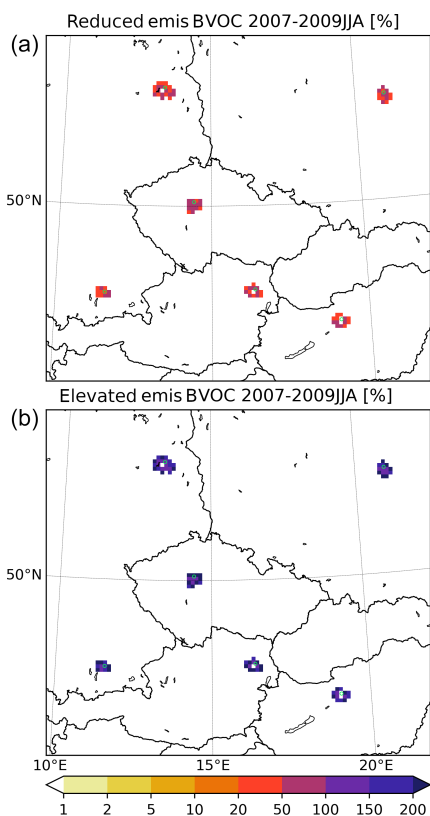 Reduced emis BVOC 2007-2009JJA [%]
(a)
50°N
Elevated emis BVOC 2007-2009JJA [%]
(b)
50°N
10°E 15°E 20°E
1 2 5 10 20 50 100 150 200